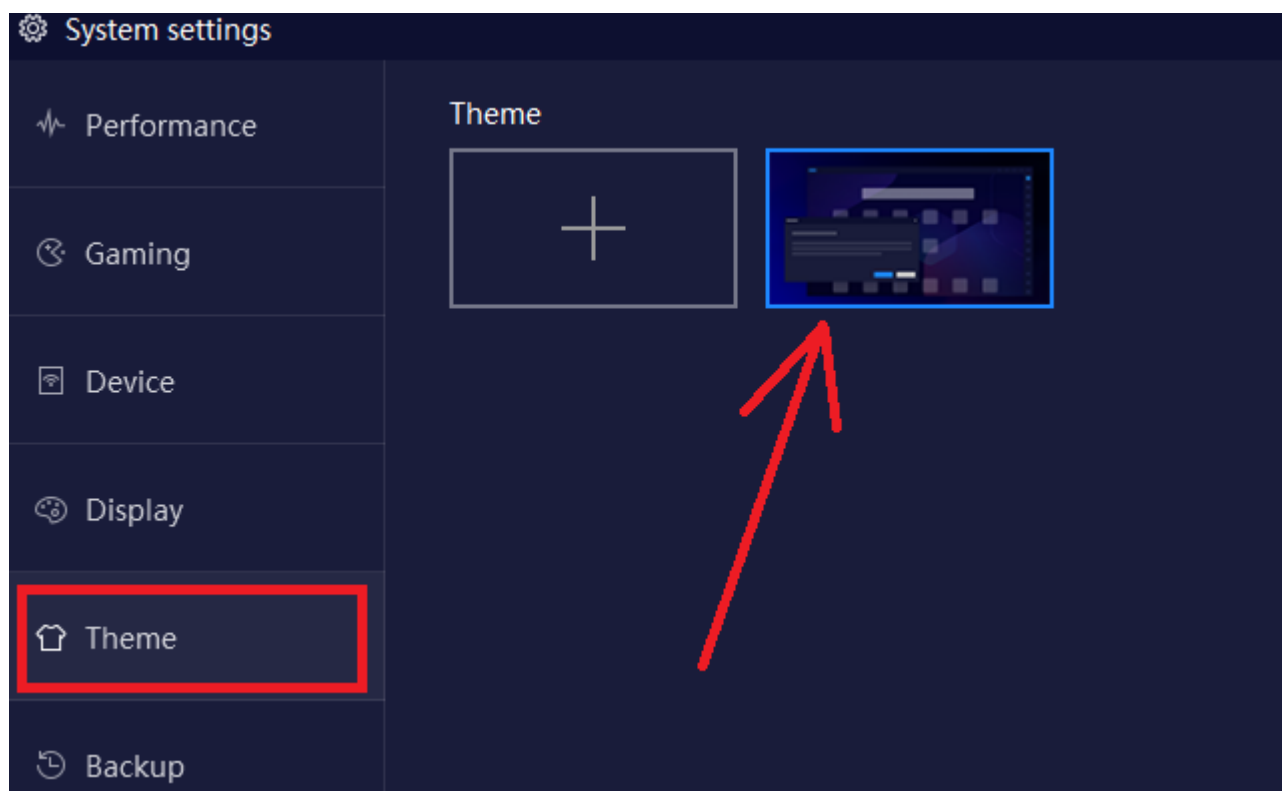 System settings
Performance
Gaming
Device
Display
Theme
Backup
Theme